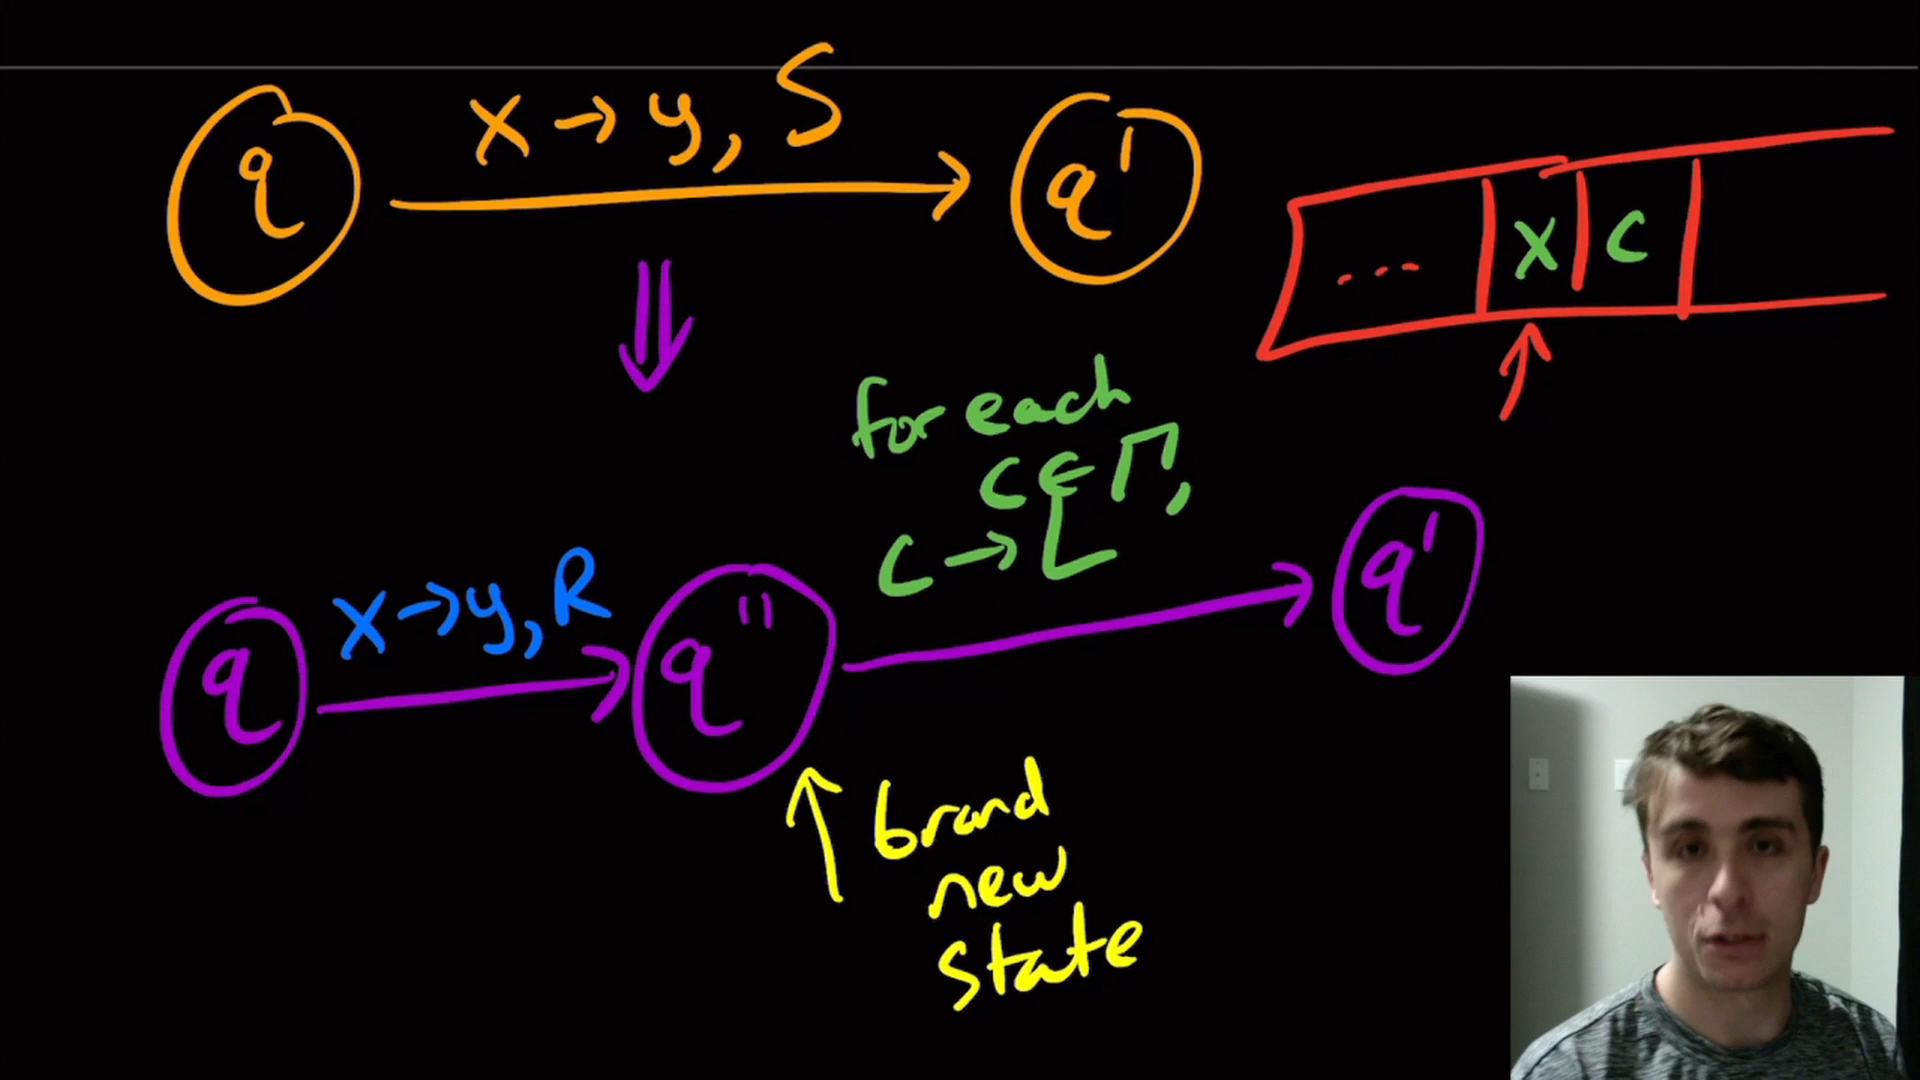 q x → y, S q'
... x c
for each
c ∈ Γ,
c → L
q x → y, R q'' q'
brand
new
state